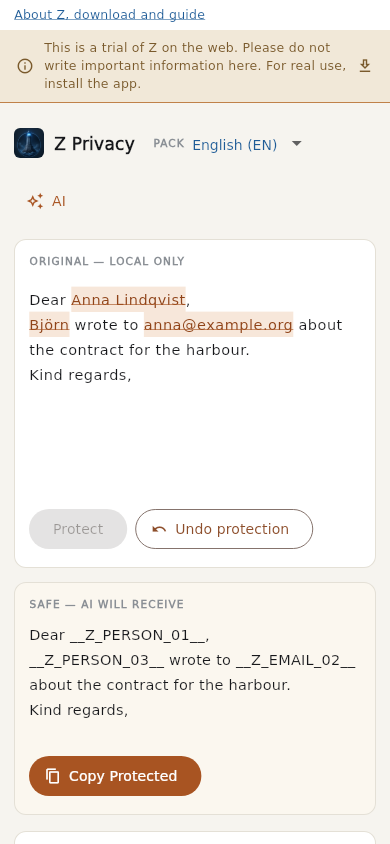 About Z, download and guide
This is a trial of Z on the web. Please do not
write important information here. For real use,
install the app.
Z Privacy
PACK
English (EN)
AI
ORIGINAL — LOCAL ONLY
Dear Anna Lindqvist,
Björn wrote to anna@example.org about
the contract for the harbour.
Kind regards,
Protect
Undo protection
SAFE — AI WILL RECEIVE
Dear __Z_PERSON_01__,
__Z_PERSON_03__ wrote to __Z_EMAIL_02__
about the contract for the harbour.
Kind regards,
Copy Protected